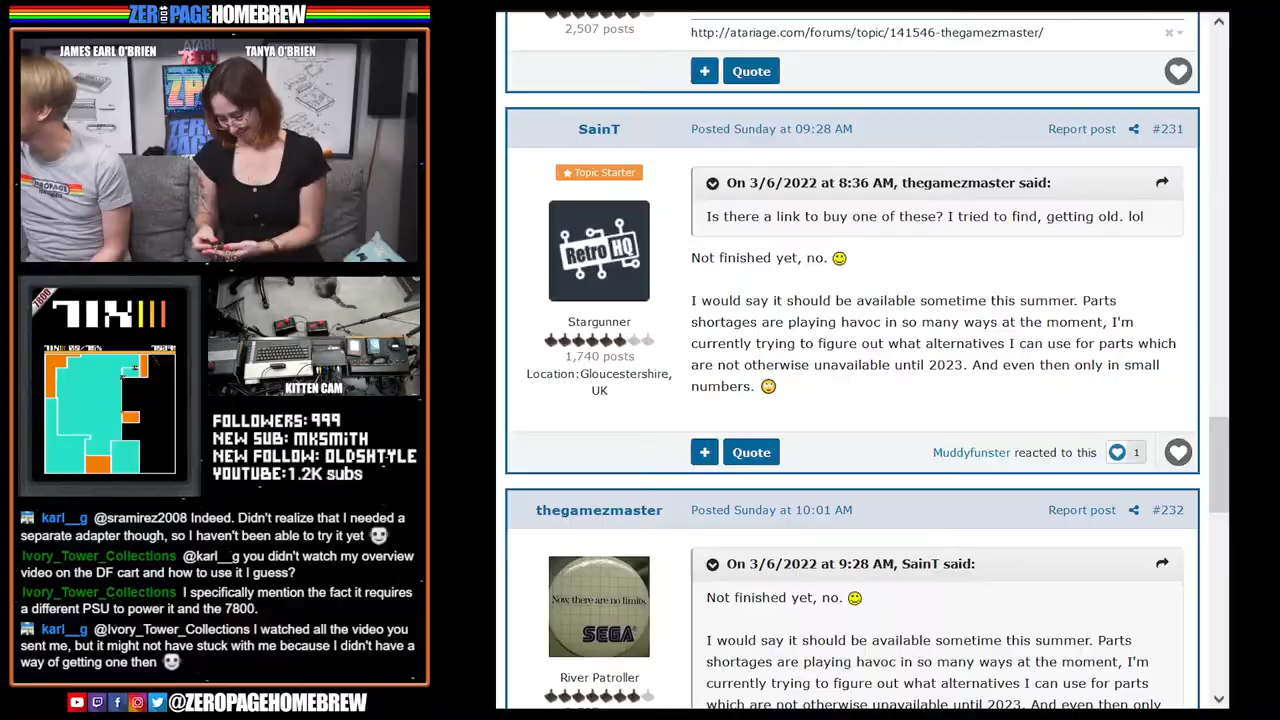 ZERO PAGE HOMEBREW
JAMES EARL O'BRIEN
TANYA O'BRIEN
7800
7IX
KITTEN CAM
FOLLOWERS: 999
NEW SUB: MKSMITH
NEW FOLLOW: OLDSHTYLE
YOUTUBE: 1.2K subs
karl__g @sramirez2008 Indeed. Didn't realize that I needed a
separate adapter though, so I haven't been able to try it yet
Ivory_Tower_Collections @karl__g you didn't watch my overview
video on the DF cart and how to use it I guess?
Ivory_Tower_Collections I specifically mention the fact it requires
a different PSU to power it and the 7800.
karl__g @Ivory_Tower_Collections I watched all the video you
sent me, but it might not have stuck with me because I didn't have a
way of getting one then
@ZEROPAGEHOMEBREW
2,507 posts
http://atariage.com/forums/topic/141546-thegamezmaster/
+ Quote
SainT
Posted Sunday at 09:28 AM
Report post
#231
Topic Starter
RetroHQ
Stargunner
1,740 posts
Location:Gloucestershire,
UK
On 3/6/2022 at 8:36 AM, thegamezmaster said:
Is there a link to buy one of these? I tried to find, getting old. lol
Not finished yet, no.
I would say it should be available sometime this summer. Parts
shortages are playing havoc in so many ways at the moment, I'm
currently trying to figure out what alternatives I can use for parts which
are not otherwise unavailable until 2023. And even then only in small
numbers.
+ Quote
Muddyfunster reacted to this
1
thegamezmaster
Posted Sunday at 10:01 AM
Report post
#232
Now, there are no limits.
SEGA
River Patroller
On 3/6/2022 at 9:28 AM, SainT said:
Not finished yet, no.
I would say it should be available sometime this summer. Parts
shortages are playing havoc in so many ways at the moment, I'm
currently trying to figure out what alternatives I can use for parts
which are not otherwise unavailable until 2023. And even then only